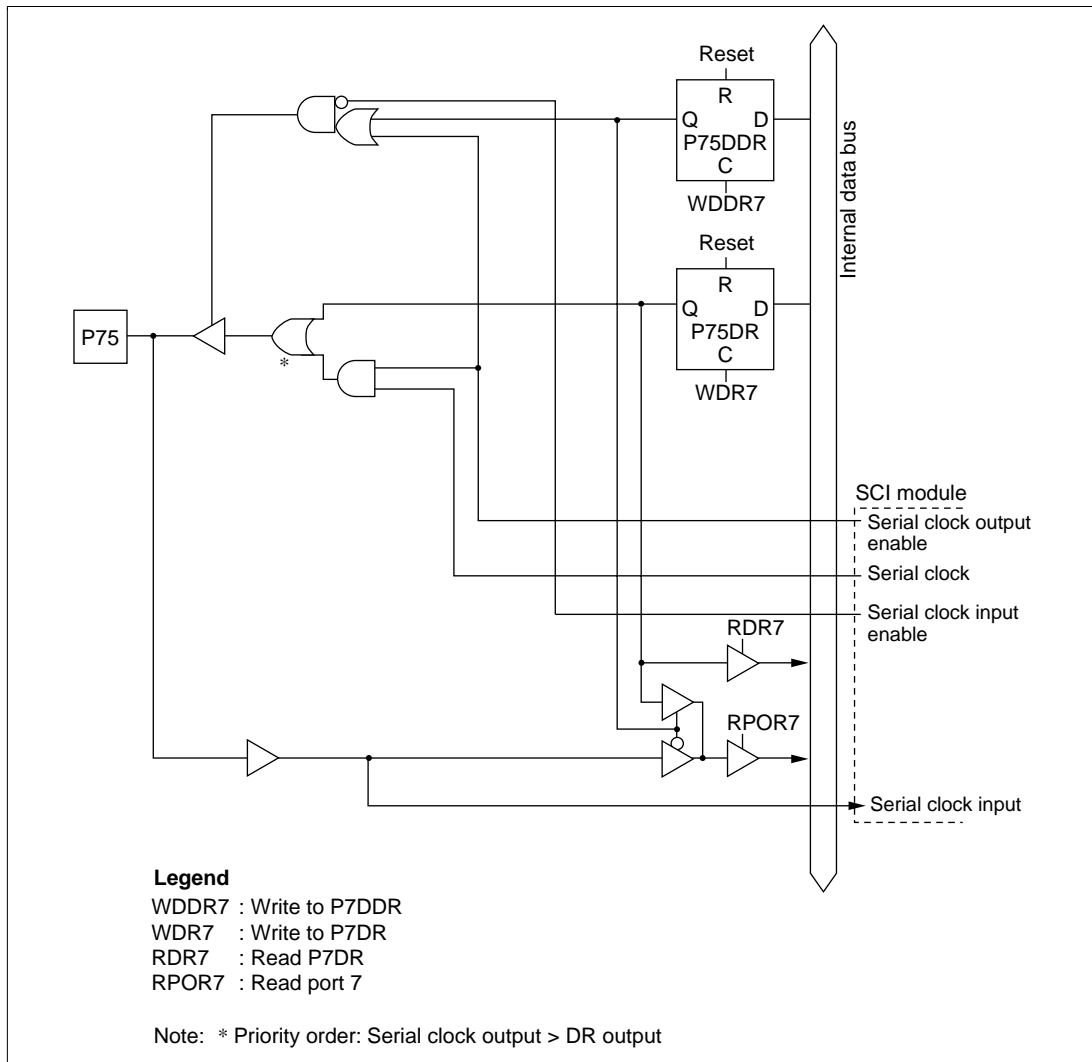 Reset
R
Q D
P75DDR
C
WDDR7
Reset
R
Q D
P75DR
C
WDR7
Internal data bus
P75
*
SCI module
Serial clock output
enable
Serial clock
Serial clock input
enable
RDR7
RPOR7
Serial clock input
Legend
WDDR7 : Write to P7DDR
WDR7 : Write to P7DR
RDR7 : Read P7DR
RPOR7 : Read port 7
Note: * Priority order: Serial clock output > DR output